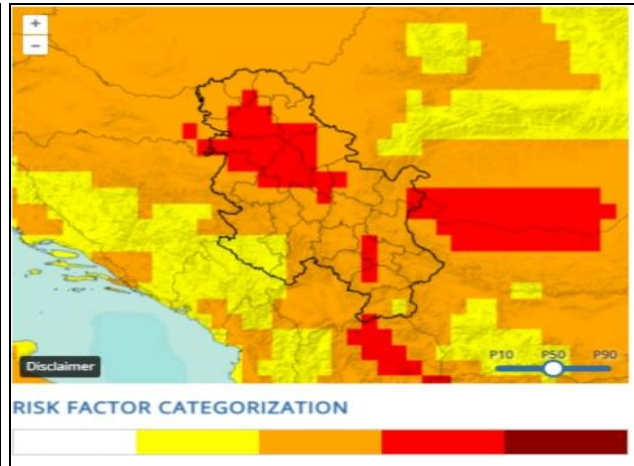 +
−
P10 P50 P90
Disclaimer
RISK FACTOR CATEGORIZATION